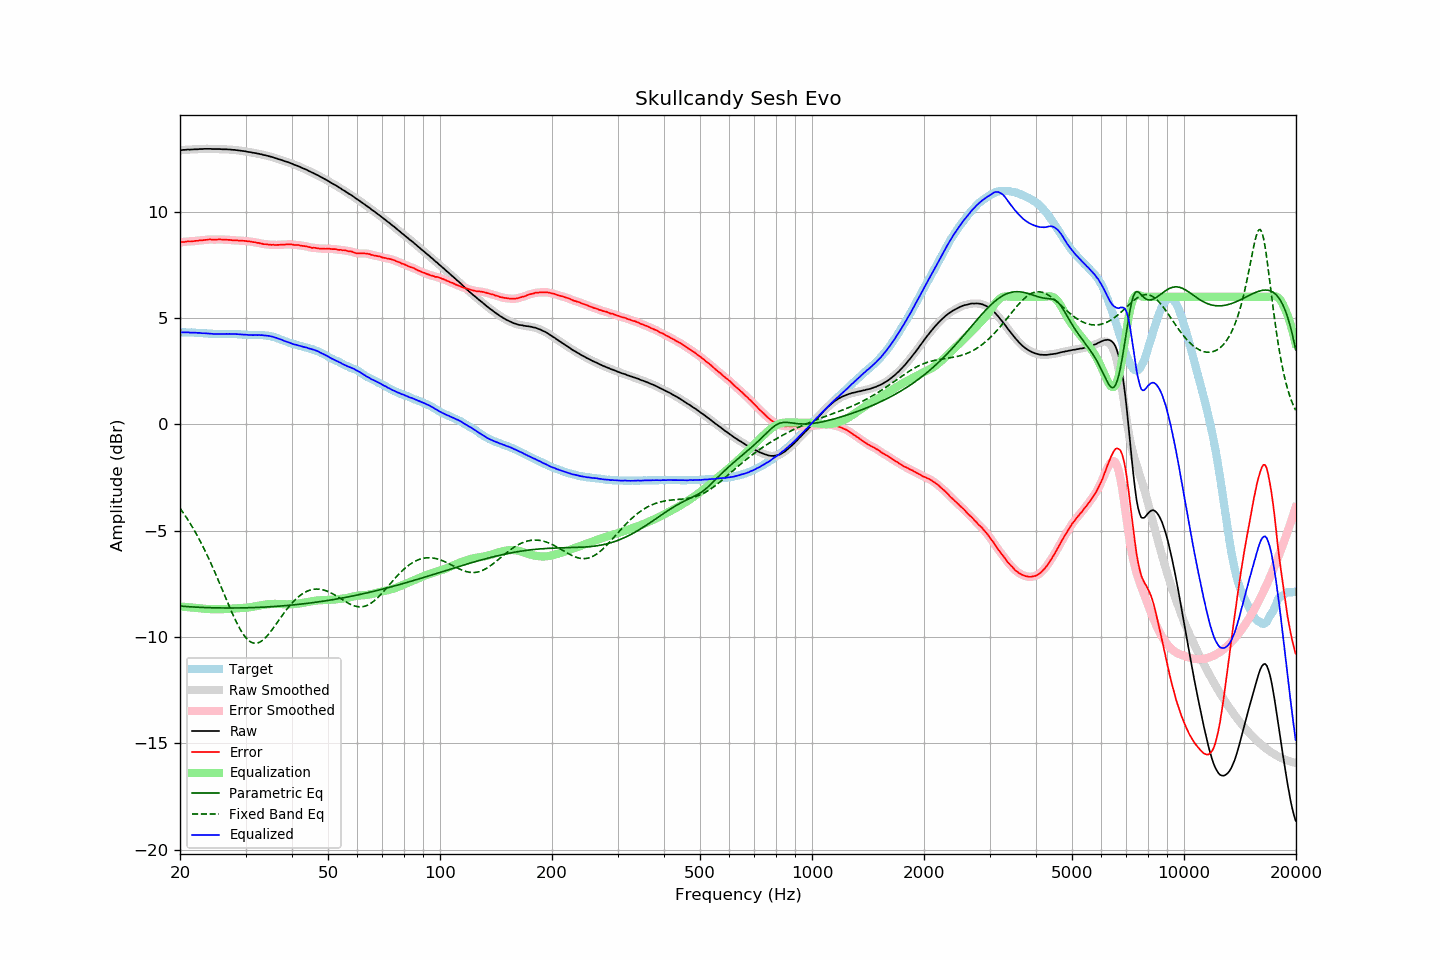 Skullcandy Sesh Evo
Amplitude (dBr)
10
5
0
−5
−10
−15
−20
Target
Raw Smoothed
Error Smoothed
Raw
Error
Equalization
Parametric Eq
Fixed Band Eq
Equalized
20 50 100 200 500 1000 2000 5000 10000 20000
Frequency (Hz)